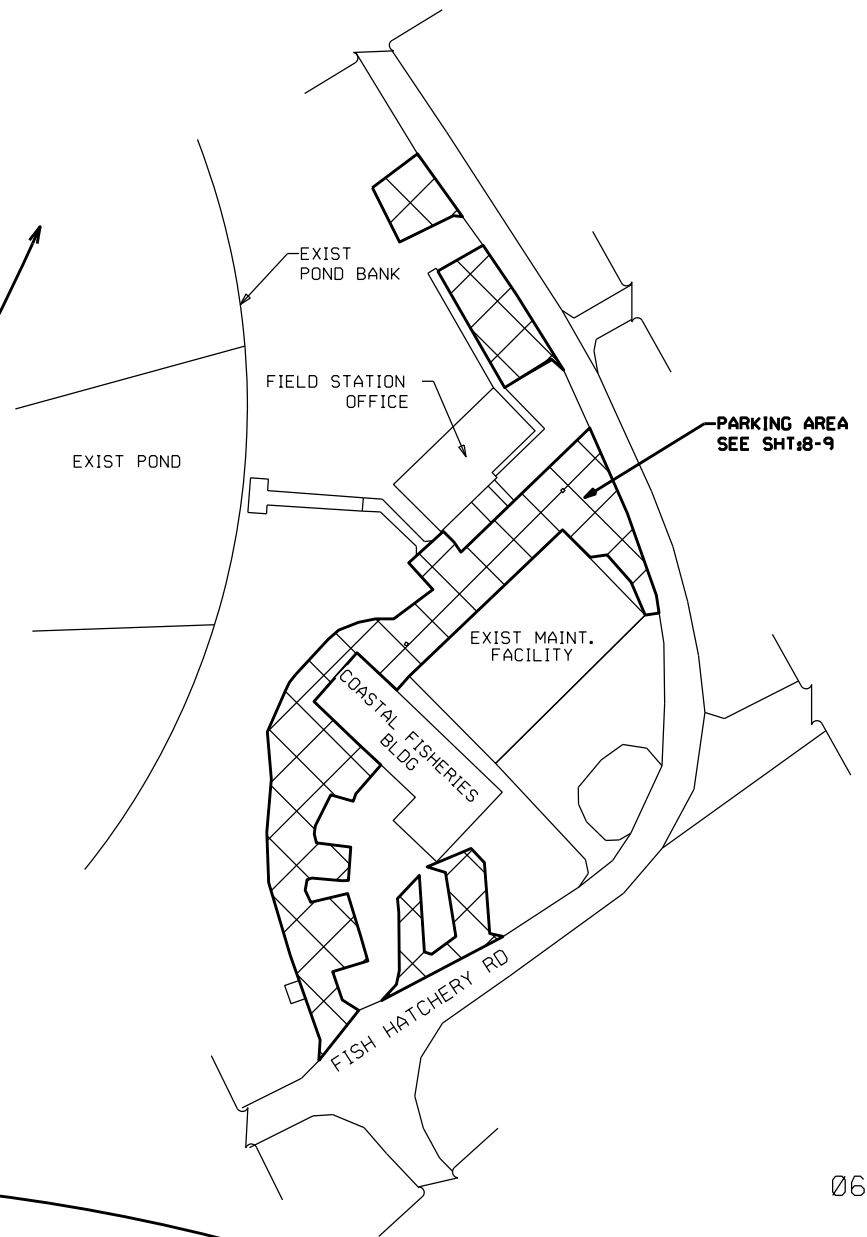 EXIST
POND BANK
FIELD STATION
OFFICE
PARKING AREA
SEE SHT:8-9
EXIST POND
EXIST MAINT.
FACILITY
COASTAL FISHERIES
BLDG
FISH HATCHERY RD
06